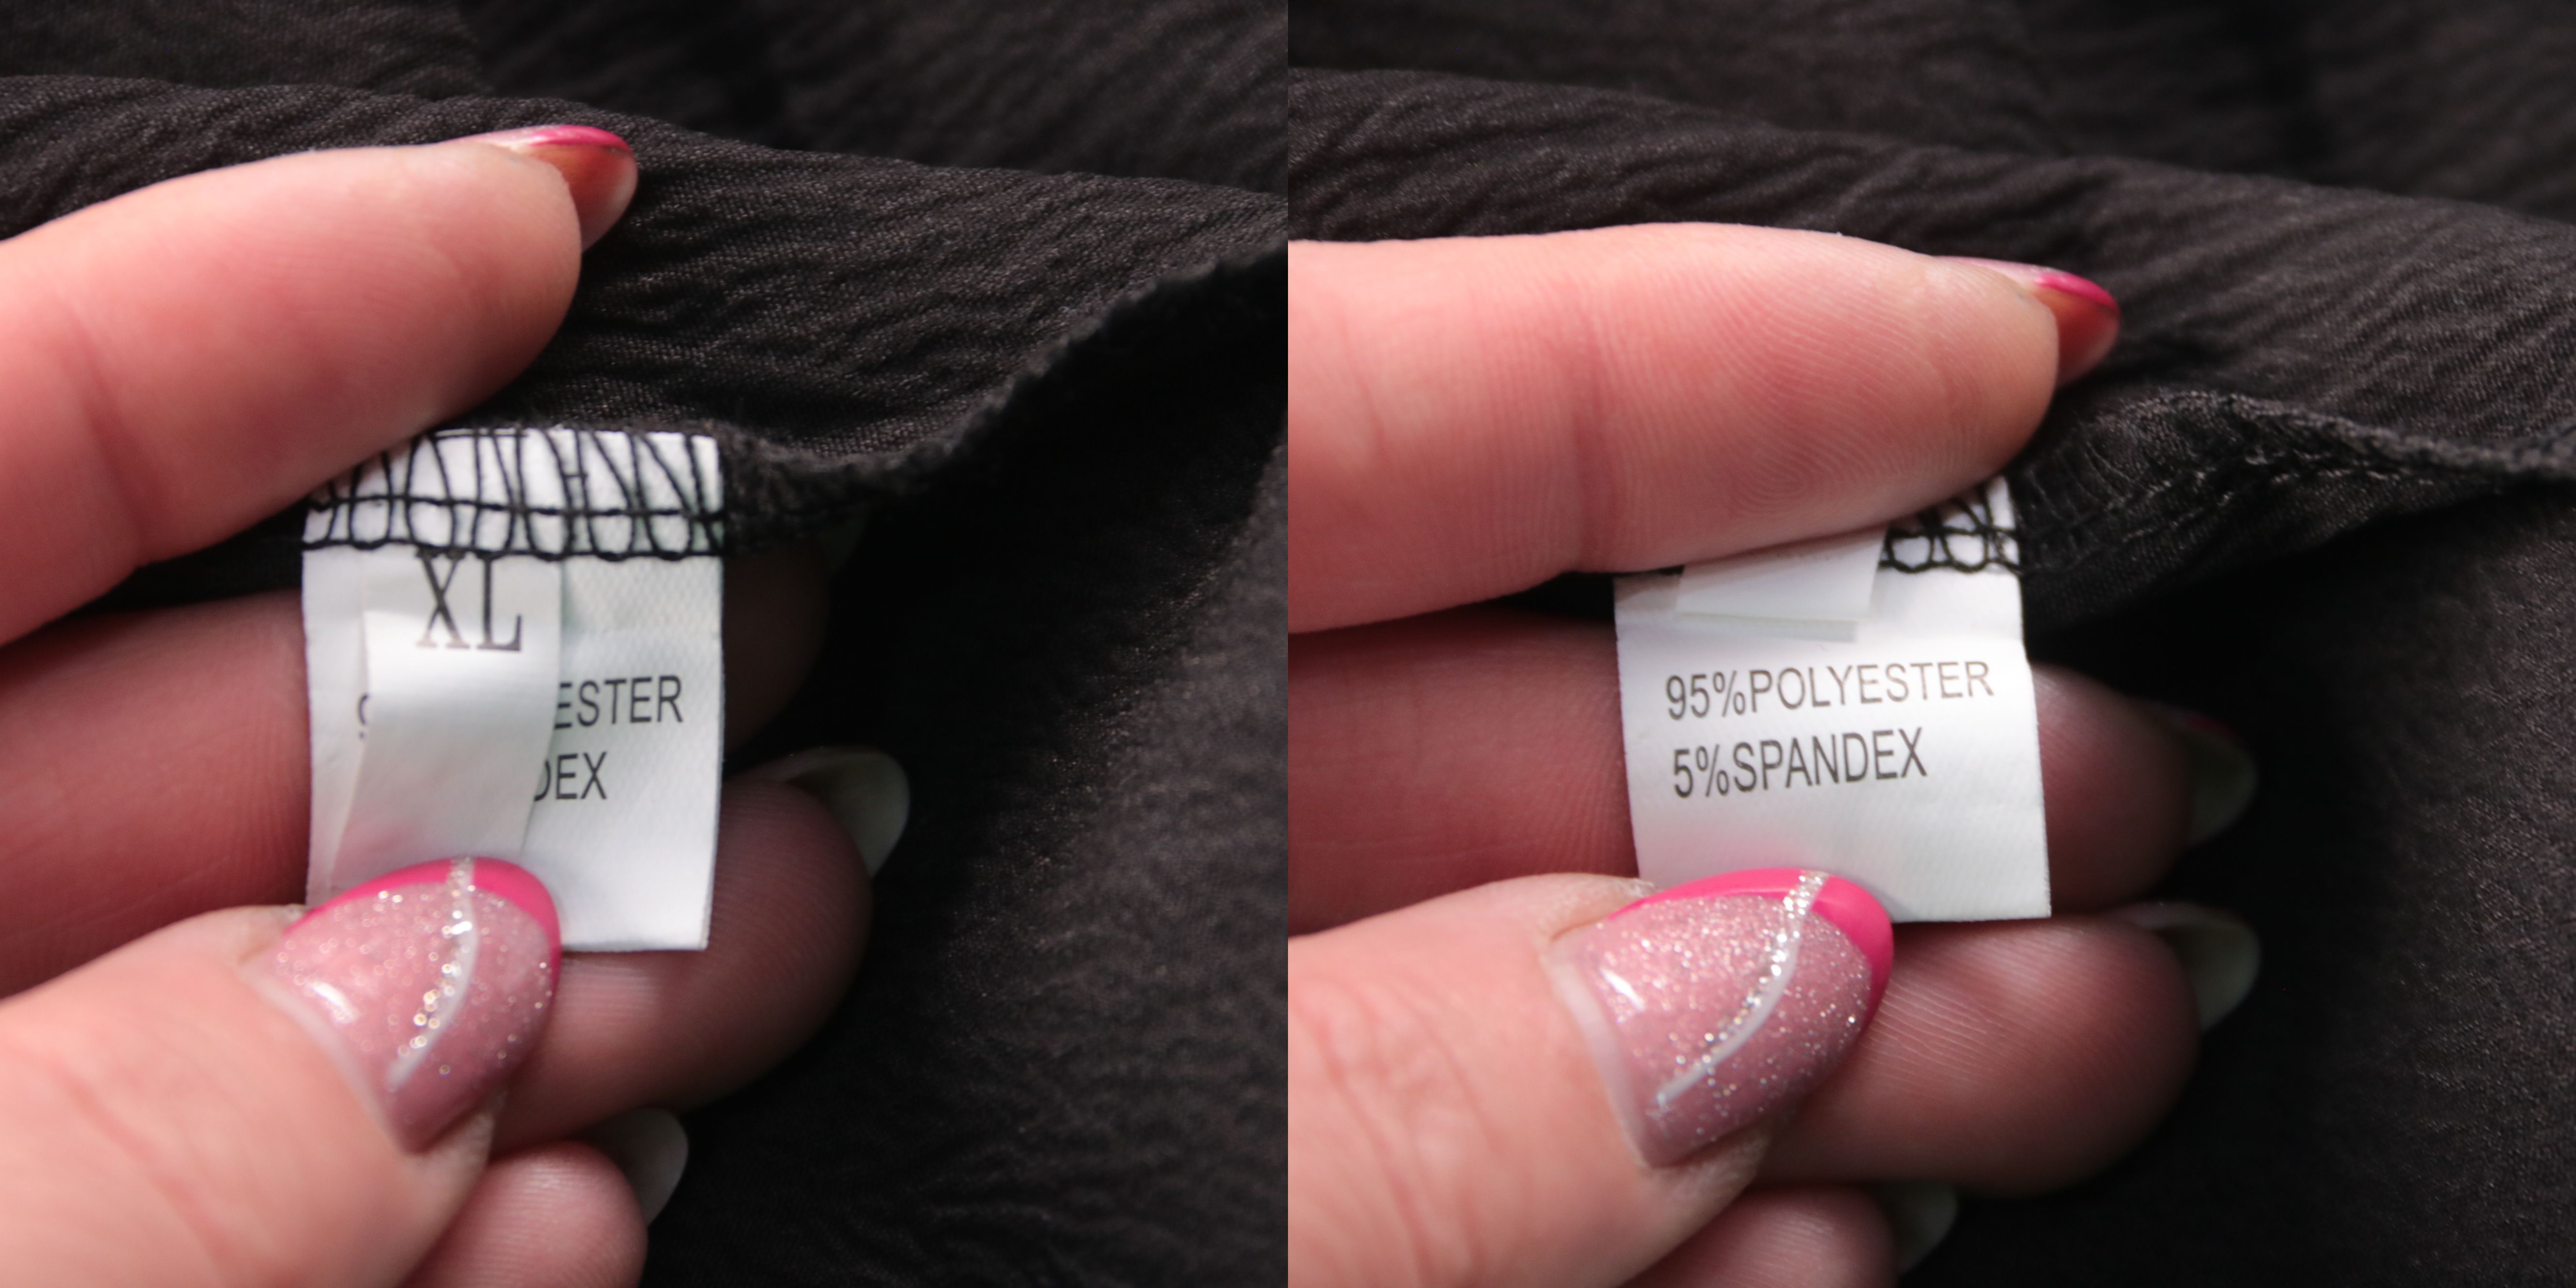 XL
ESTER
DEX
95%POLYESTER
5%SPANDEX